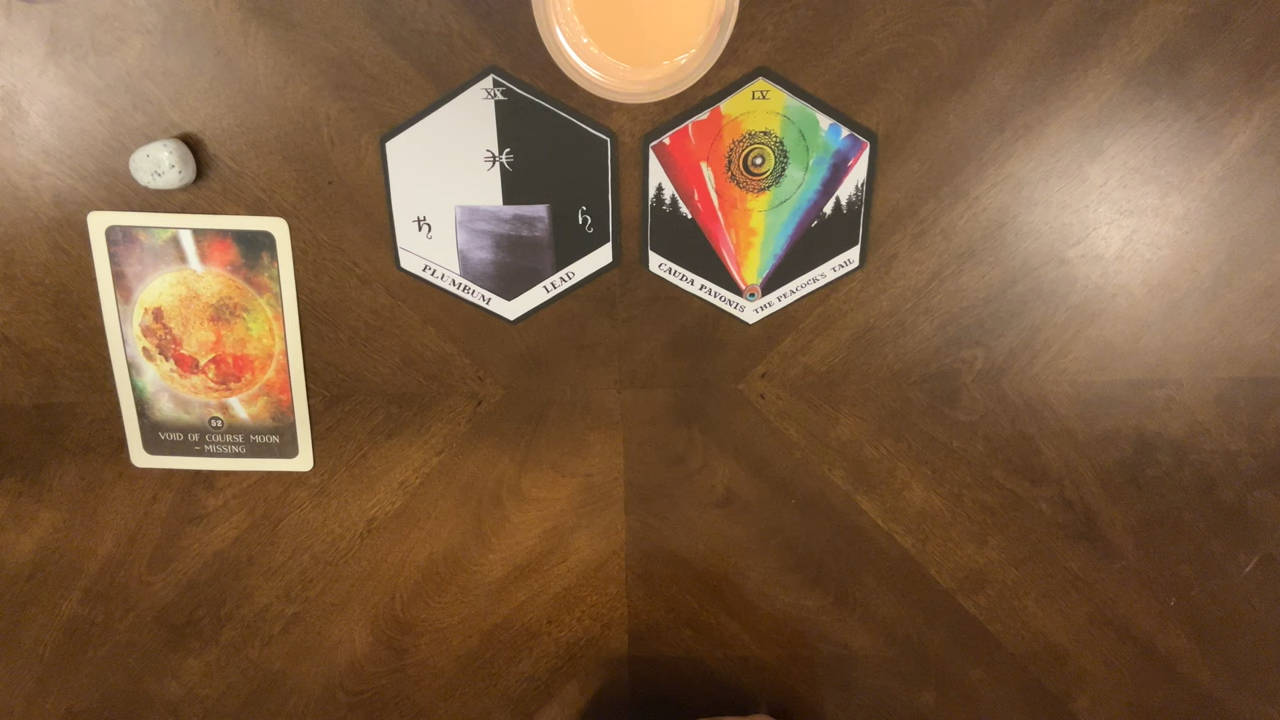 XX
PLUMBUM
LEAD
LV
CAUDA PAVONIS
THE PEACOCK'S TAIL
52
VOID OF COURSE MOON
~ MISSING